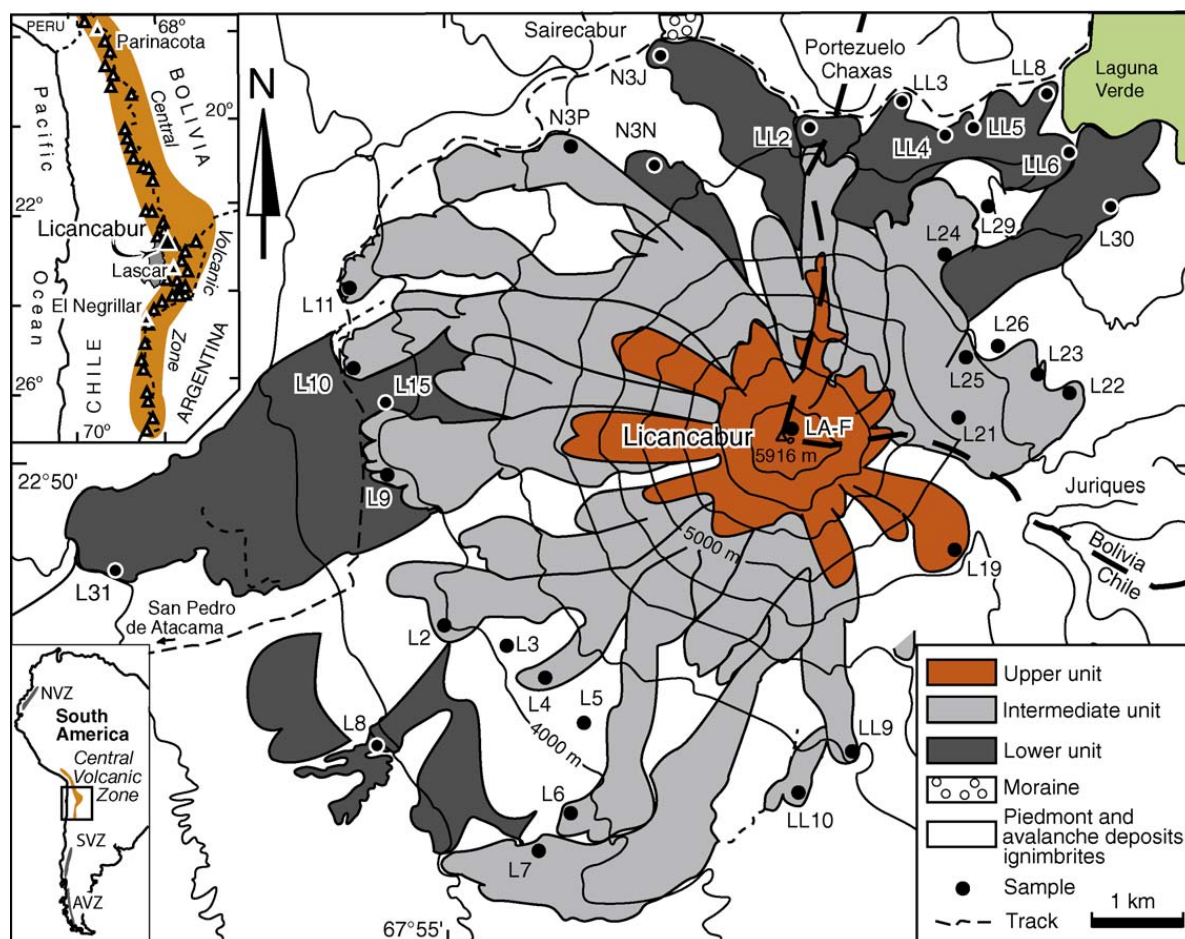 PERU
68°
Parinacota
BOLIVIA
Central
20°
Pacific
22°
Licancabur
Lascar
Volcanic
El Negrillar
Ocean
CHILE
Zone
ARGENTINA
26°
70°
N
Sairecabur
Portezuelo
Chaxas
Laguna
Verde
N3J
LL3
LL8
N3P
N3N
LL2
LL4
LL5
LL6
L29
L24
L30
L11
L26
L23
L25
L22
L10
L15
L21
Licancabur
LA-F
5916 m
22°50'
L9
Juriques
5000 m
Bolivia
Chile
L19
L31
San Pedro
de Atacama
L2
L3
L4
L5
4000 m
L8
LL9
L6
LL10
L7
67°55'
NVZ
South
America
Central
Volcanic
Zone
SVZ
AVZ
Upper unit
Intermediate unit
Lower unit
Moraine
Piedmont and
avalanche deposits
ignimbrites
Sample
1 km
Track